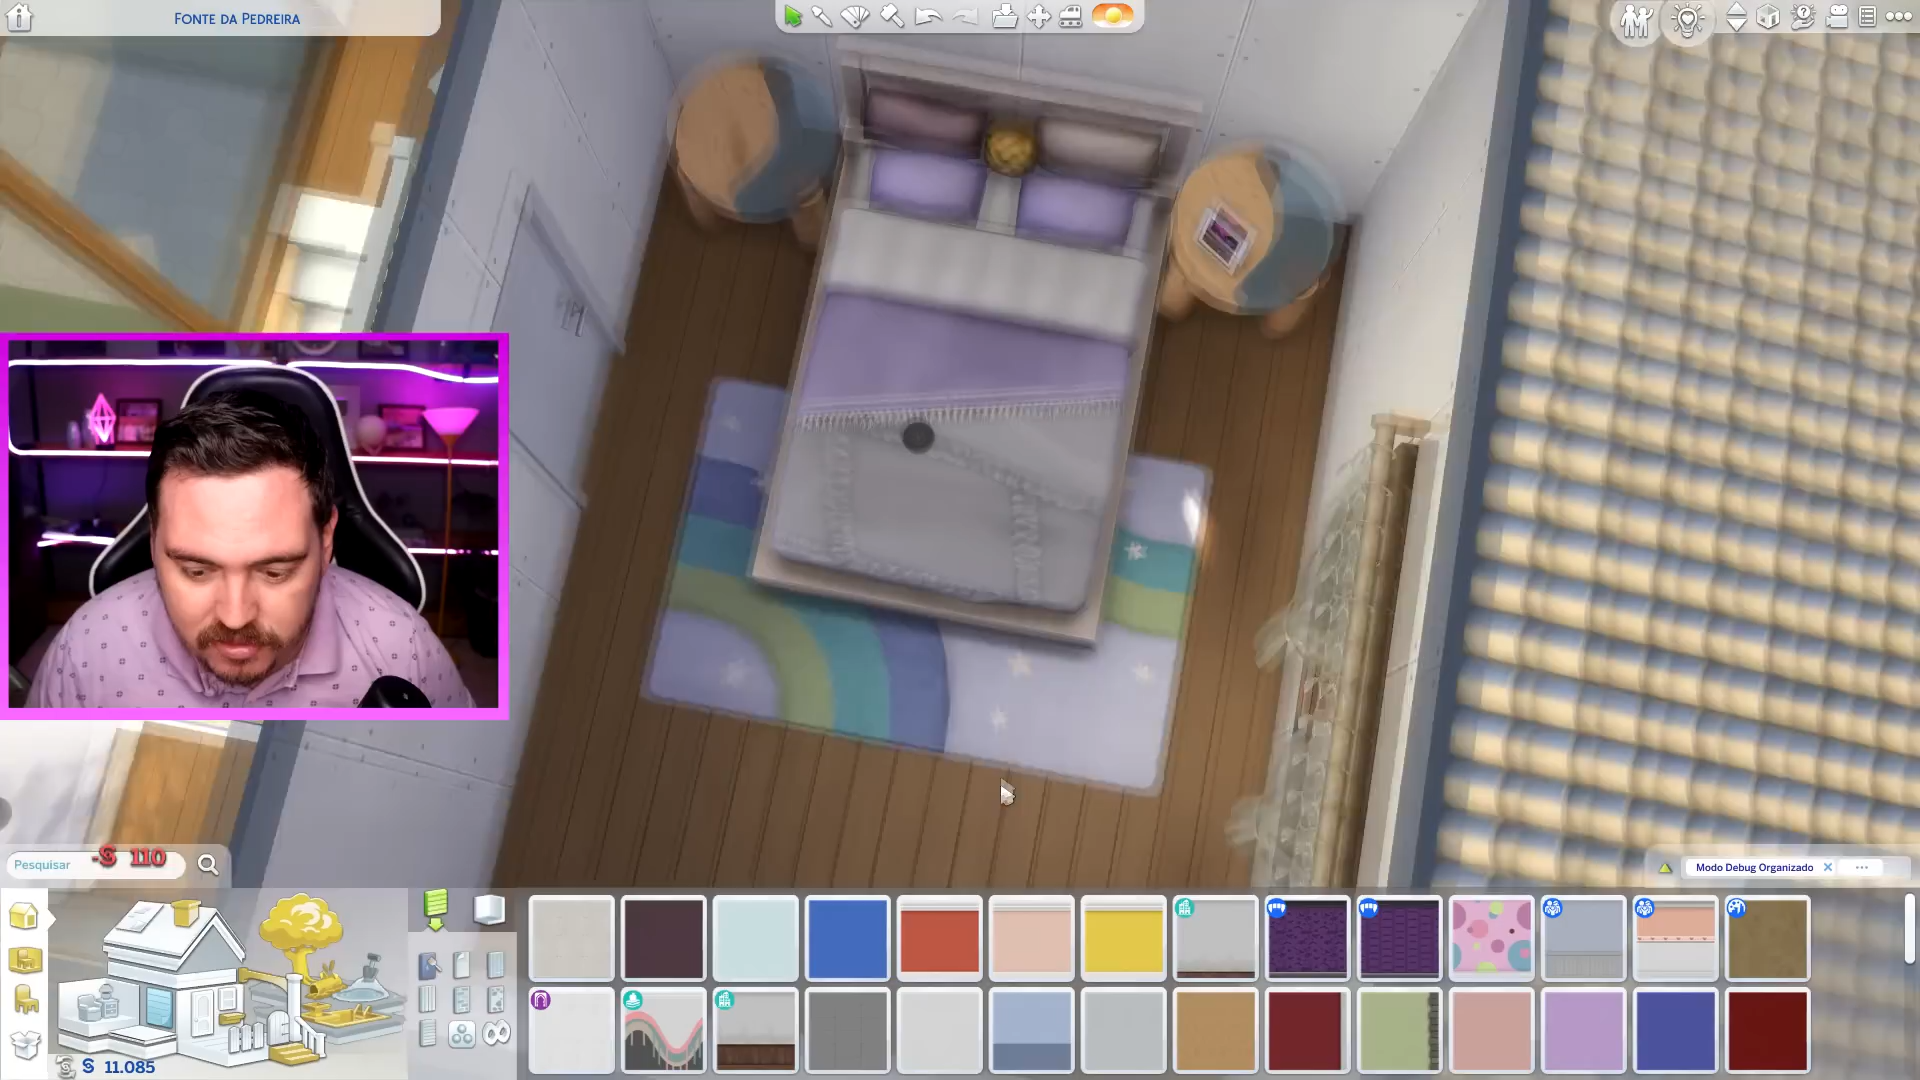 FONTE DA PEDREIRA
Pesquisar
-§ 110
Modo Debug Organizado
§ 11.085